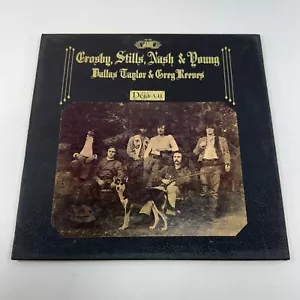 Crosby, Stills, Nash & Young
Dallas Taylor & Greg Reeves
Déjà vu